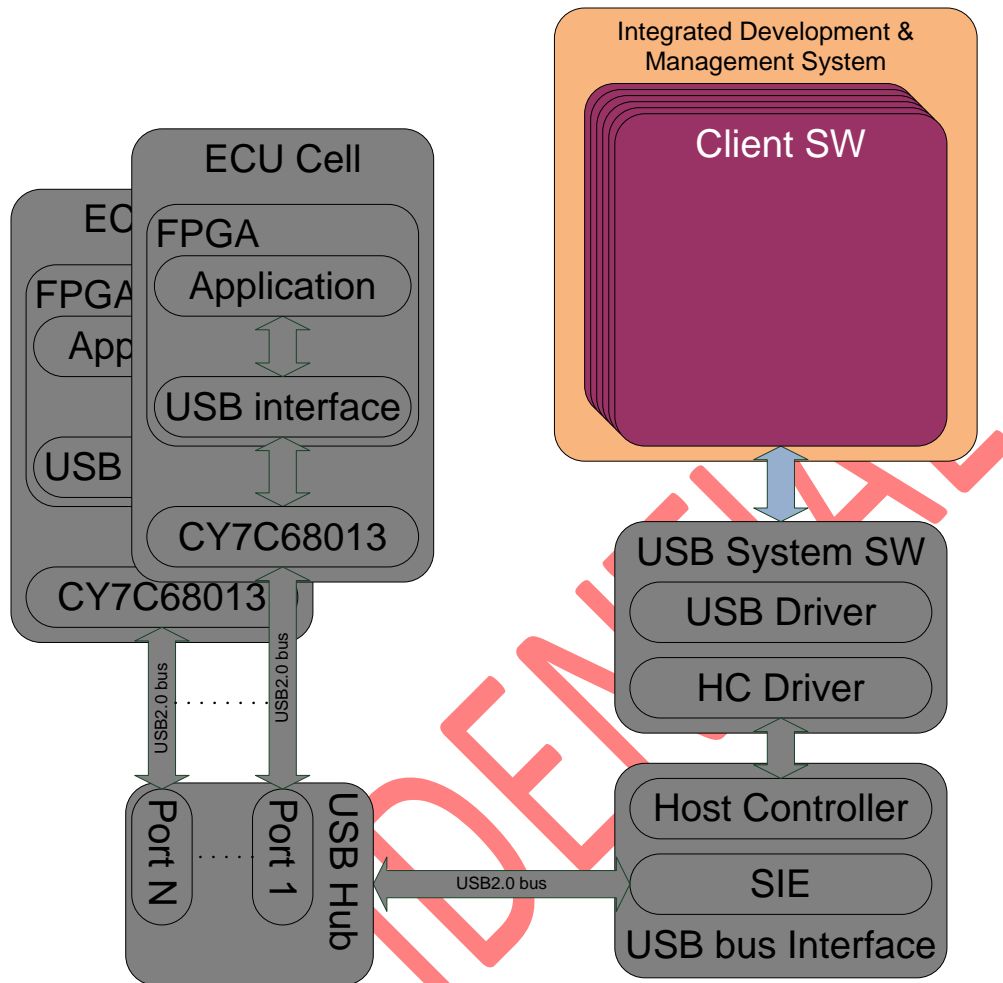 Integrated Development &
Management System
Client SW
ECU Cell
FPGA
Application
USB interface
CY7C68013
EC
FPGA
App
USB
CY7C68013
USB2.0 bus
USB2.0 bus
Port N
Port 1
USB Hub
USB2.0 bus
USB System SW
USB Driver
HC Driver
Host Controller
SIE
USB bus Interface
IDENTIAL